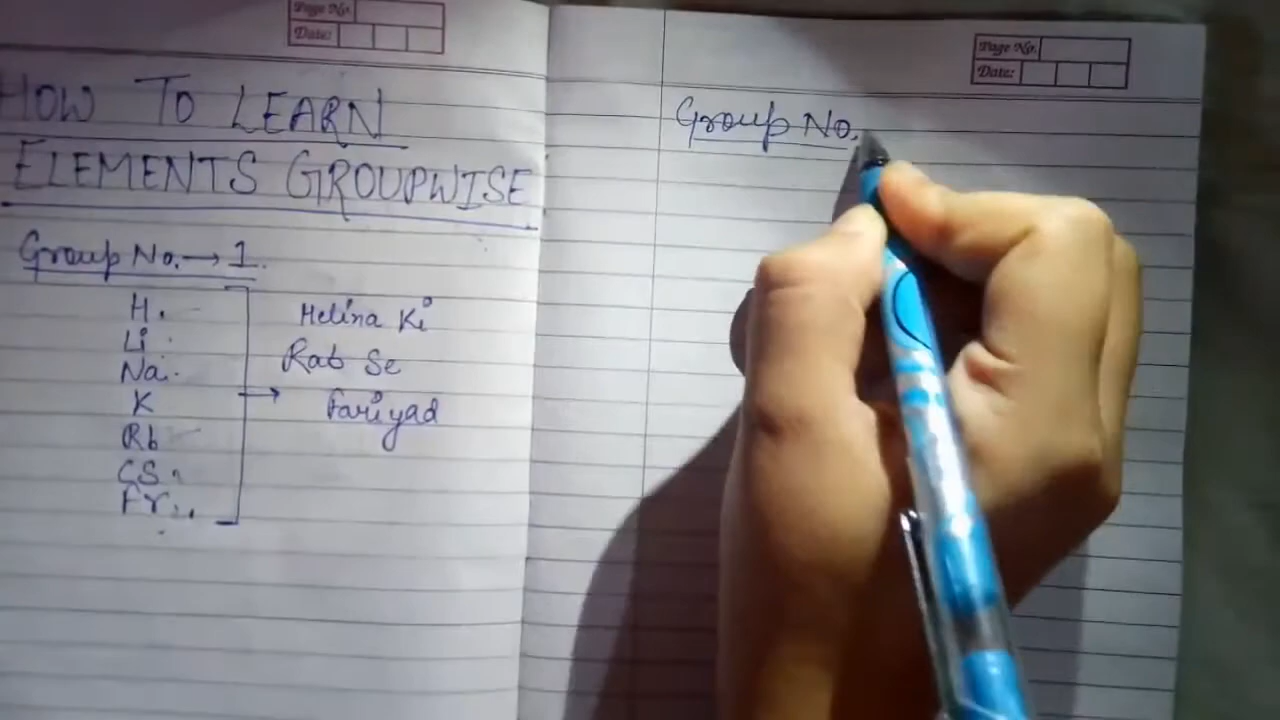 Page No.
Date:
HOW TO LEARN
ELEMENTS GROUPWISE
Group No. → 1.
H.
Li
Na.
K
Rb
CS.
Fr..
Helina Ki
Rab Se
→ Fariyad
Page No.
Date:
Group No.